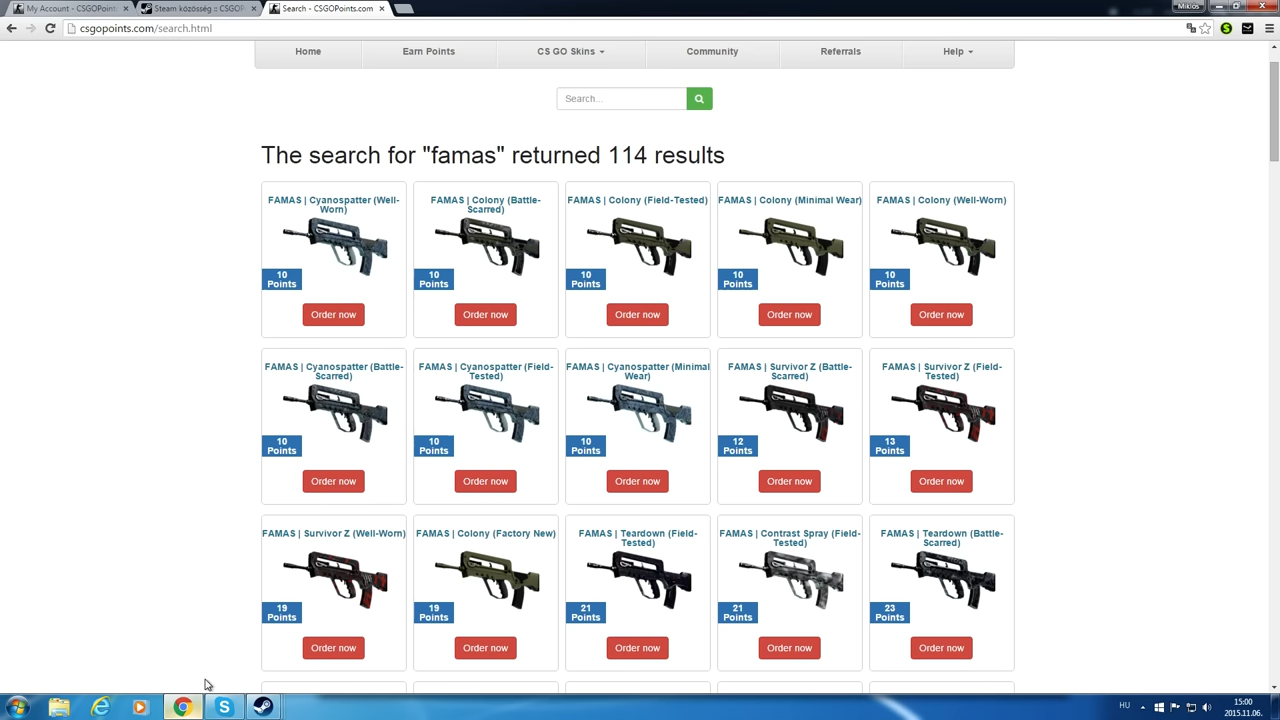 My Account - CSGOPoints.c
Steam közösség :: CSGOP
Search - CSGOPoints.com
Miklós
csgopoints.com/search.html
Home
Earn Points
CS GO Skins
Community
Referrals
Help
Search...
The search for "famas" returned 114 results
FAMAS | Cyanospatter (Well-
Worn)
10
Points
Order now
FAMAS | Colony (Battle-
Scarred)
10
Points
Order now
FAMAS | Colony (Field-Tested)
10
Points
Order now
FAMAS | Colony (Minimal Wear)
10
Points
Order now
FAMAS | Colony (Well-Worn)
10
Points
Order now
FAMAS | Cyanospatter (Battle-
Scarred)
10
Points
Order now
FAMAS | Cyanospatter (Field-
Tested)
10
Points
Order now
FAMAS | Cyanospatter (Minimal
Wear)
10
Points
Order now
FAMAS | Survivor Z (Battle-
Scarred)
12
Points
Order now
FAMAS | Survivor Z (Field-
Tested)
13
Points
Order now
FAMAS | Survivor Z (Well-Worn)
19
Points
Order now
FAMAS | Colony (Factory New)
19
Points
Order now
FAMAS | Teardown (Field-
Tested)
21
Points
Order now
FAMAS | Contrast Spray (Field-
Tested)
21
Points
Order now
FAMAS | Teardown (Battle-
Scarred)
23
Points
Order now
HU
15:00
2015.11.06.